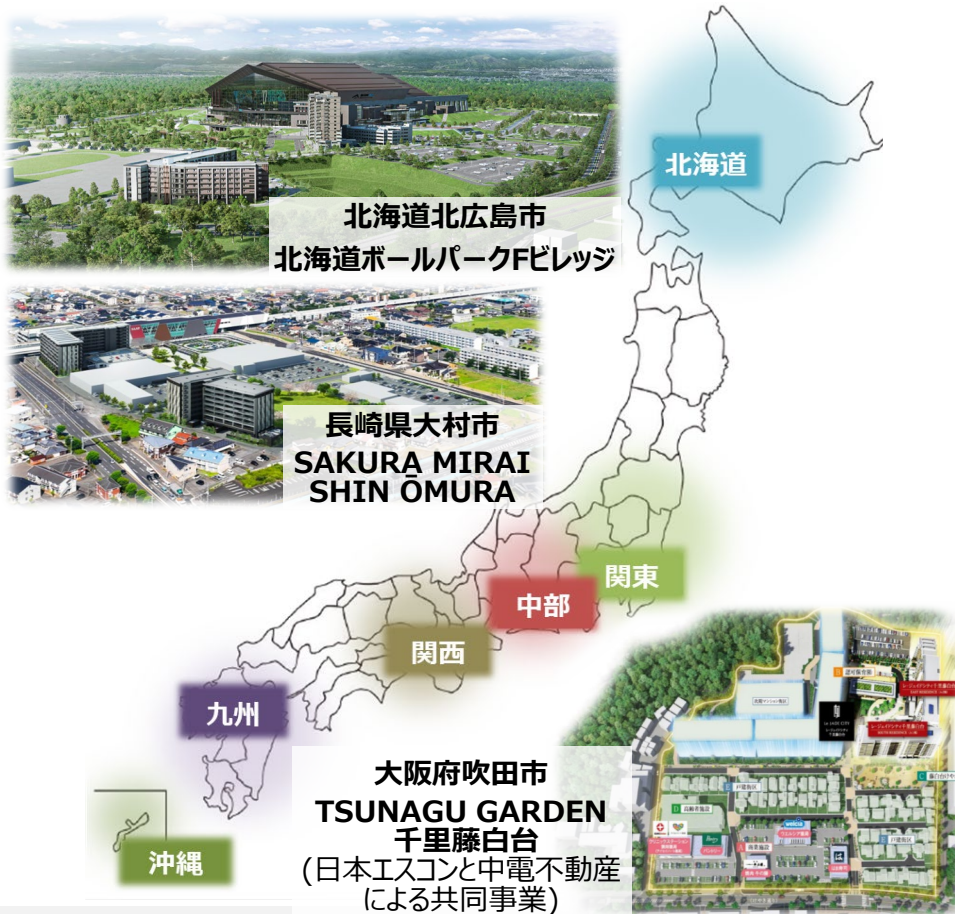 北海道
北海道北広島市
北海道ボールパークFビレッジ
長崎県大村市
SAKURA MIRAI
SHIN ŌMURA
関東
中部
関西
九州
沖縄
大阪府吹田市
TSUNAGU GARDEN
千里藤白台
(日本エスコンと中電不動産
による共同事業)